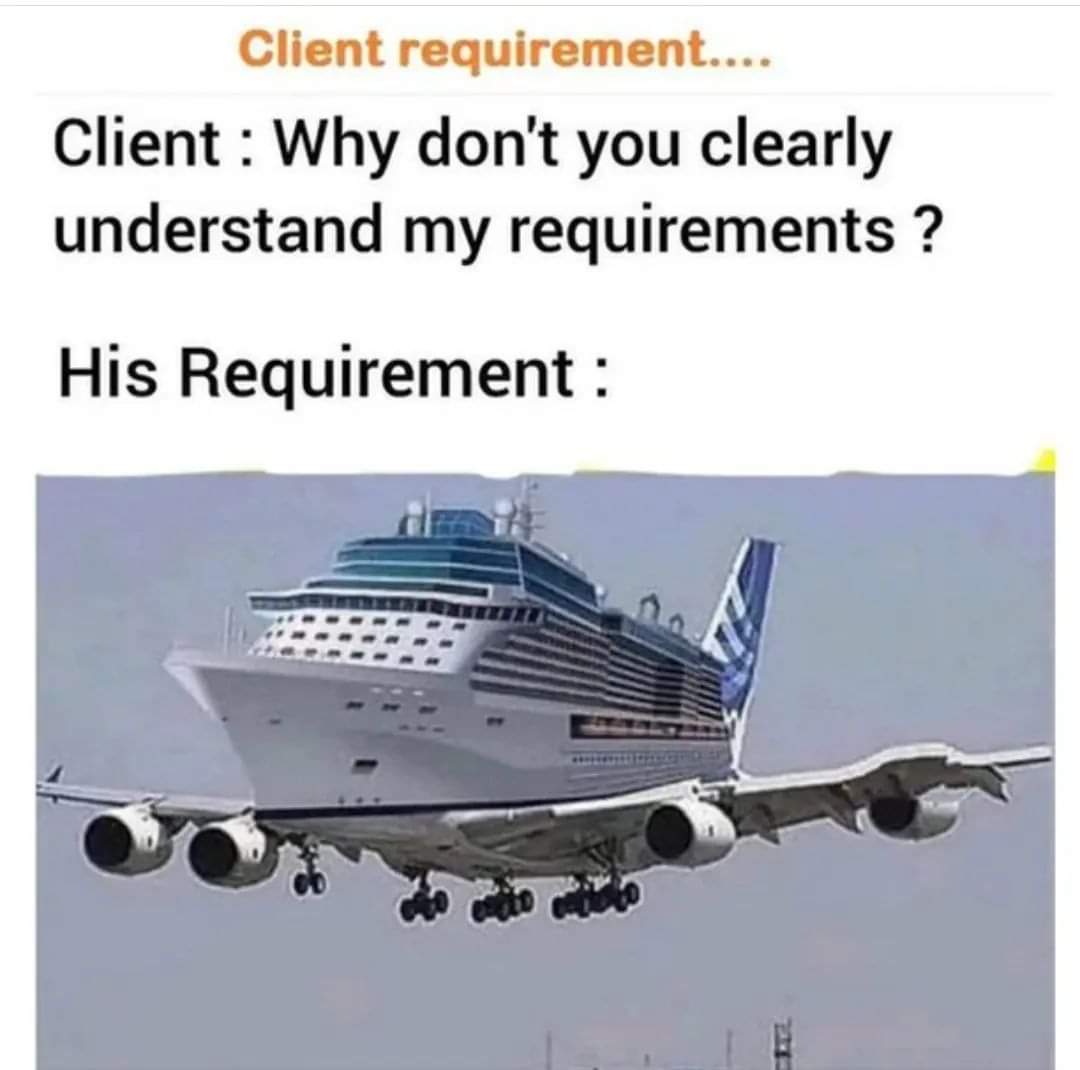 Client requirement....
Client : Why don't you clearly
understand my requirements ?
His Requirement :